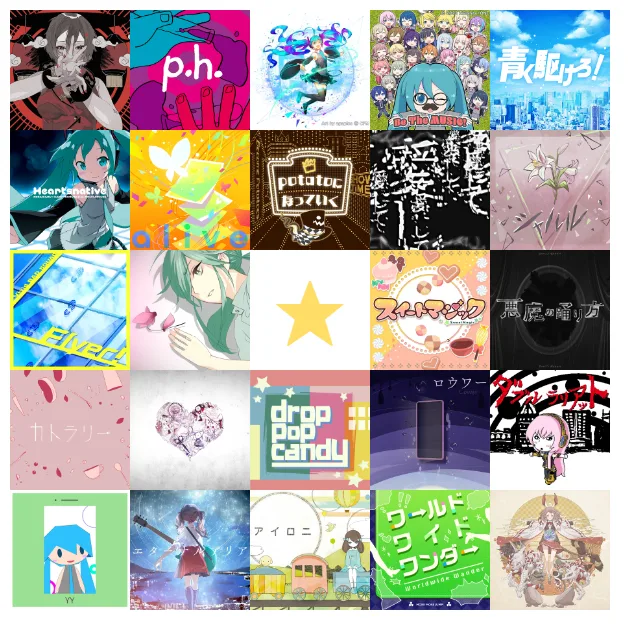 p.h.
Be The MUSIC!
青く駆けろ!
Heartsnative
alive
potatoに
なっていく
シャルル
Flyer!
スイートマジック
Sweet Magic
悪魔の踊り方
カトラリー
drop
pop
candy
ロウワー
ダブルラリアット
YY
アイロニ
ワールド
ワイド
ワンダー
Worldwide Wonder